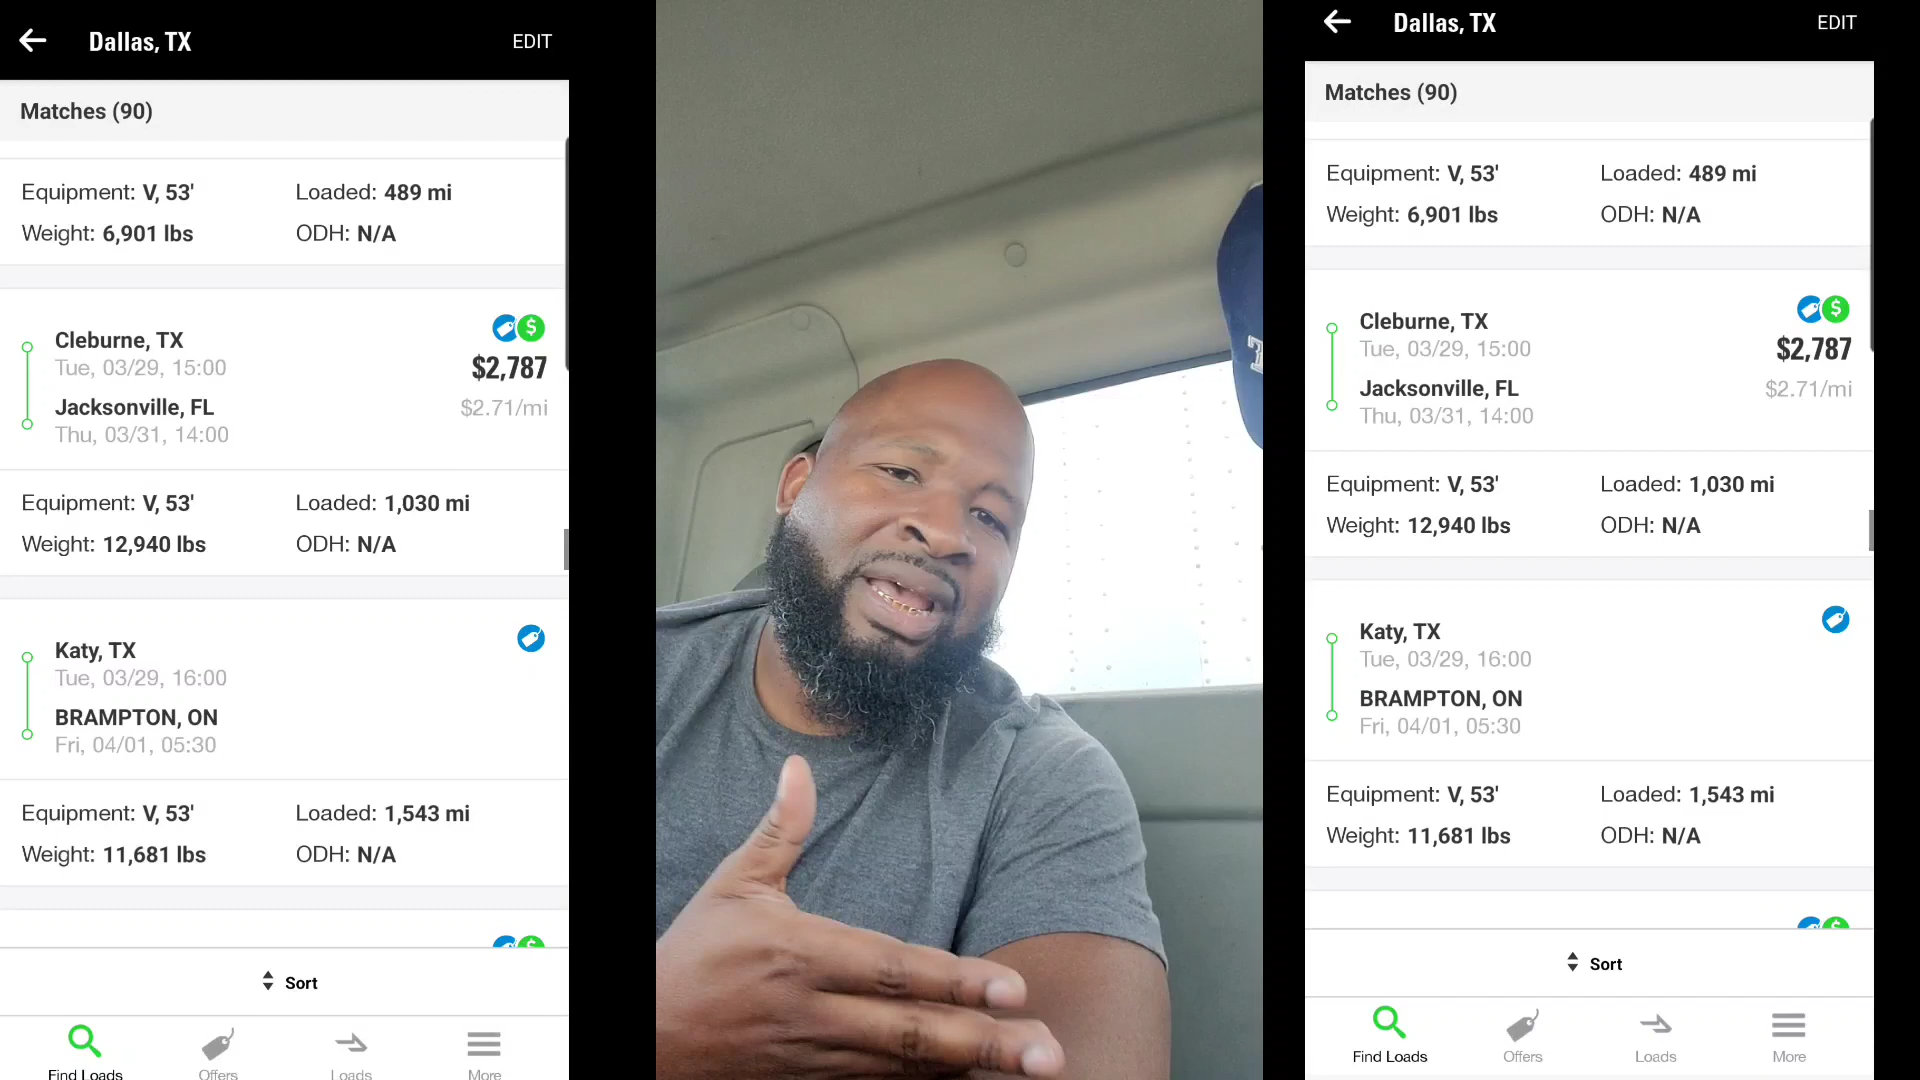 Dallas, TX
EDIT
Matches (90)
Equipment: V, 53'
Loaded: 489 mi
Weight: 6,901 lbs
ODH: N/A
Cleburne, TX
Tue, 03/29, 15:00
$2,787
Jacksonville, FL
$2.71/mi
Thu, 03/31, 14:00
Equipment: V, 53'
Loaded: 1,030 mi
Weight: 12,940 lbs
ODH: N/A
Katy, TX
Tue, 03/29, 16:00
BRAMPTON, ON
Fri, 04/01, 05:30
Equipment: V, 53'
Loaded: 1,543 mi
Weight: 11,681 lbs
ODH: N/A
Sort
Find Loads
Offers
Loads
More
Dallas, TX
EDIT
Matches (90)
Equipment: V, 53'
Loaded: 489 mi
Weight: 6,901 lbs
ODH: N/A
Cleburne, TX
Tue, 03/29, 15:00
$2,787
Jacksonville, FL
$2.71/mi
Thu, 03/31, 14:00
Equipment: V, 53'
Loaded: 1,030 mi
Weight: 12,940 lbs
ODH: N/A
Katy, TX
Tue, 03/29, 16:00
BRAMPTON, ON
Fri, 04/01, 05:30
Equipment: V, 53'
Loaded: 1,543 mi
Weight: 11,681 lbs
ODH: N/A
Sort
Find Loads
Offers
Loads
More